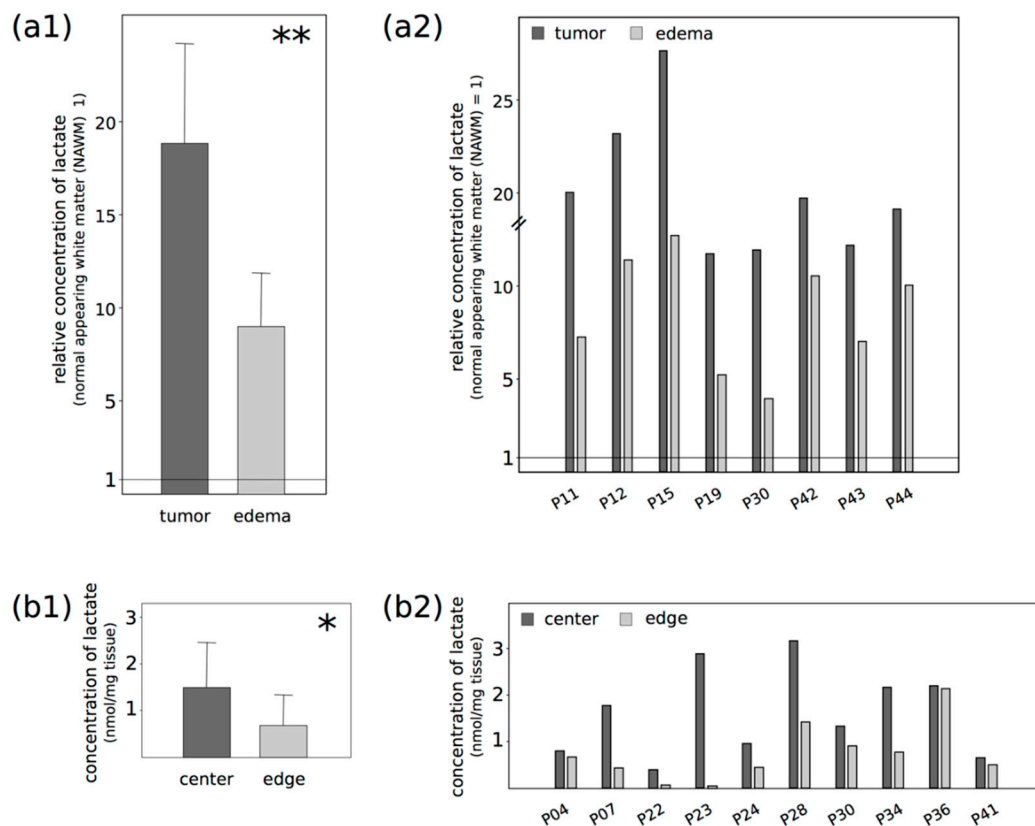 (a1)
**
relative concentration of lactate
(normal appearing white matter (NAWM)  1)
20
15
10
5
1
tumor edema
(a2)
tumor edema
relative concentration of lactate
(normal appearing white matter (NAWM) = 1)
25
20
10
5
1
P11 P12 P15 P19 P30 P42 P43 P44
(b1)
*
concentration of lactate
(nmol/mg tissue)
3
2
1
center edge
(b2)
center edge
concentration of lactate
(nmol/mg tissue)
3
2
1
P04 P07 P22 P23 P24 P28 P30 P34 P36 P41